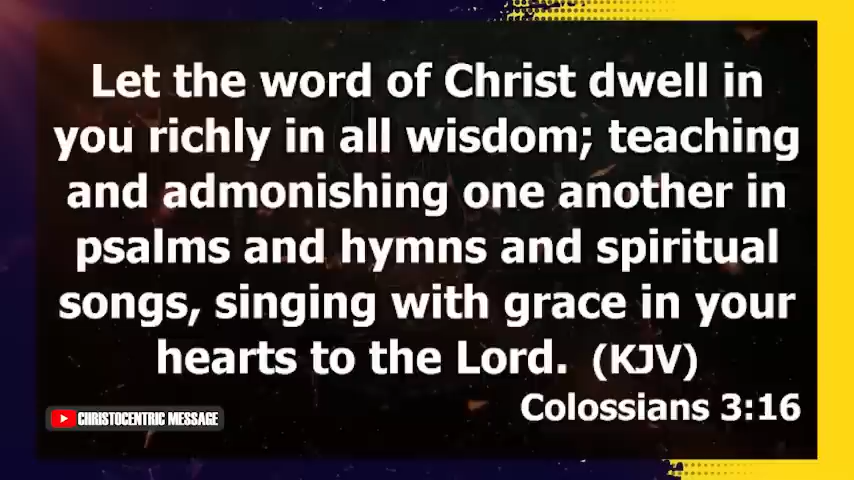 Let the word of Christ dwell in
you richly in all wisdom; teaching
and admonishing one another in
psalms and hymns and spiritual
songs, singing with grace in your
hearts to the Lord. (KJV)
Colossians 3:16
CHRISTOCENTRIC MESSAGE